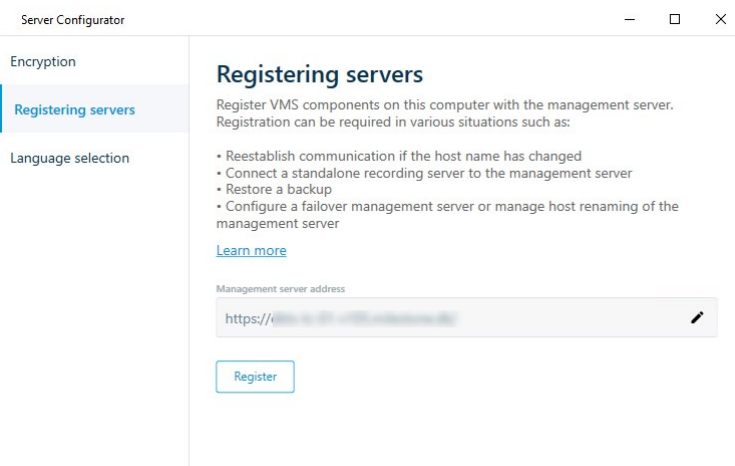 Server Configurator
Encryption
Registering servers
Language selection
Registering servers
Register VMS components on this computer with the management server.
Registration can be required in various situations such as:
• Reestablish communication if the host name has changed
• Connect a standalone recording server to the management server
• Restore a backup
• Configure a failover management server or manage host renaming of the
management server
Learn more
Management server address
https://
Register